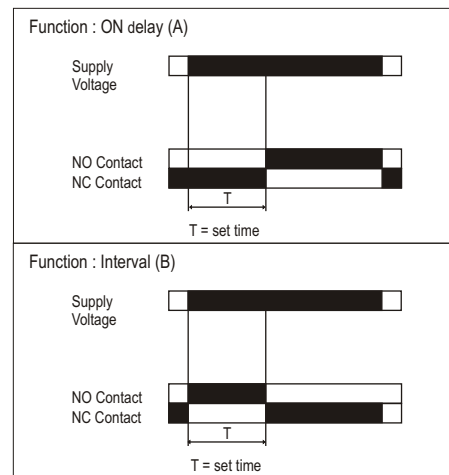 Function : ON delay (A)
Supply
Voltage
NO Contact
NC Contact
T
T = set time
Function : Interval (B)
Supply
Voltage
NO Contact
NC Contact
T
T = set time